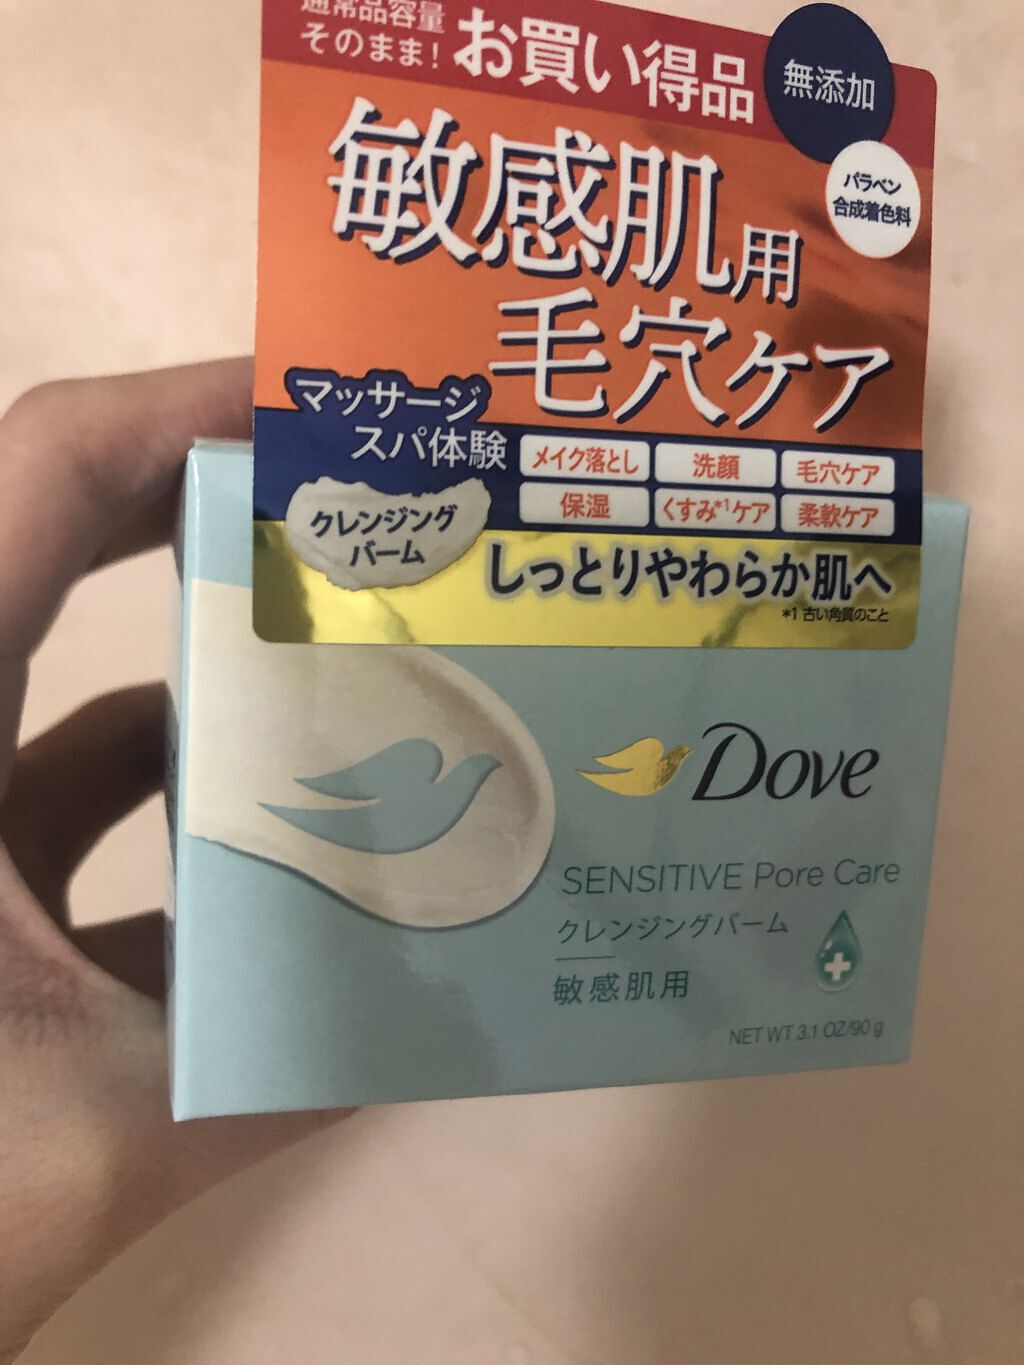 通常品容量
そのまま!
お買い得品
無添加
パラベン
合成着色料
敏感肌用
毛穴ケア
マッサージ
スパ体験
メイク落とし
洗顔
毛穴ケア
保湿
くすみ*1ケア
柔軟ケア
クレンジング
バーム
しっとりやわらか肌へ
*1 古い角質のこと
Dove
SENSITIVE Pore Care
クレンジングバーム
敏感肌用
NET WT 3.1 OZ/90 g